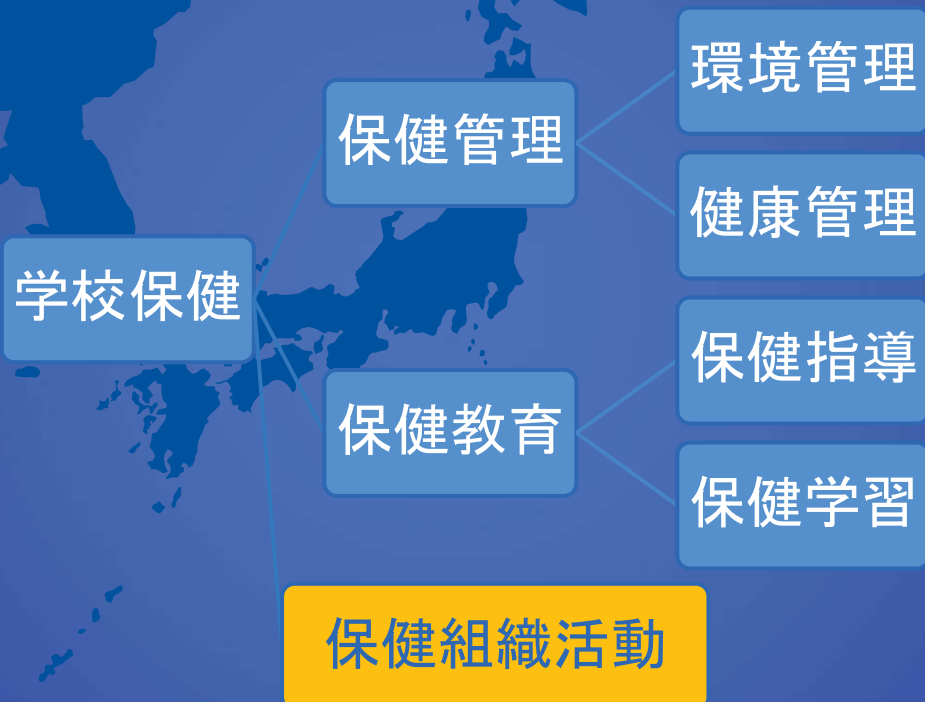 学校保健
保健管理
環境管理
健康管理
保健教育
保健指導
保健学習
保健組織活動